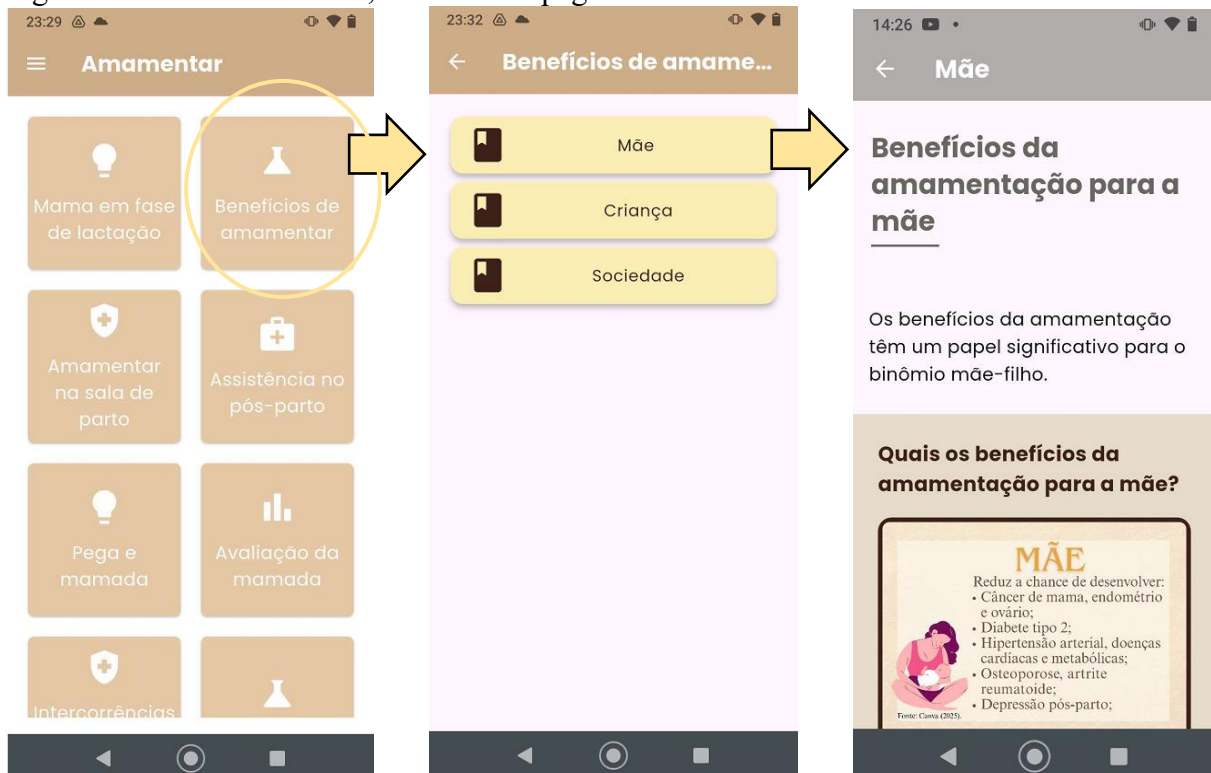 23:29
Amamentar
Mama em fase
de lactação
Benefícios de
amamentar
Amamentar
na sala de
parto
Assistência no
pós-parto
Pega e
mamada
Avaliação da
mamada
Intercorrências
23:32
Benefícios de amame...
Mãe
Criança
Sociedade
14:26
Mãe
Benefícios da
amamentação para a
mãe
Os benefícios da amamentação
têm um papel significativo para o
binômio mãe-filho.
Quais os benefícios da
amamentação para a mãe?
MÃE
Reduz a chance de desenvolver:
• Câncer de mama, endométrio
e ovário;
• Diabete tipo 2;
• Hipertensão arterial, doenças
cardíacas e metabólicas;
• Osteoporose, artrite
reumatoide;
• Depressão pós-parto;
Fonte: Canva (2025).